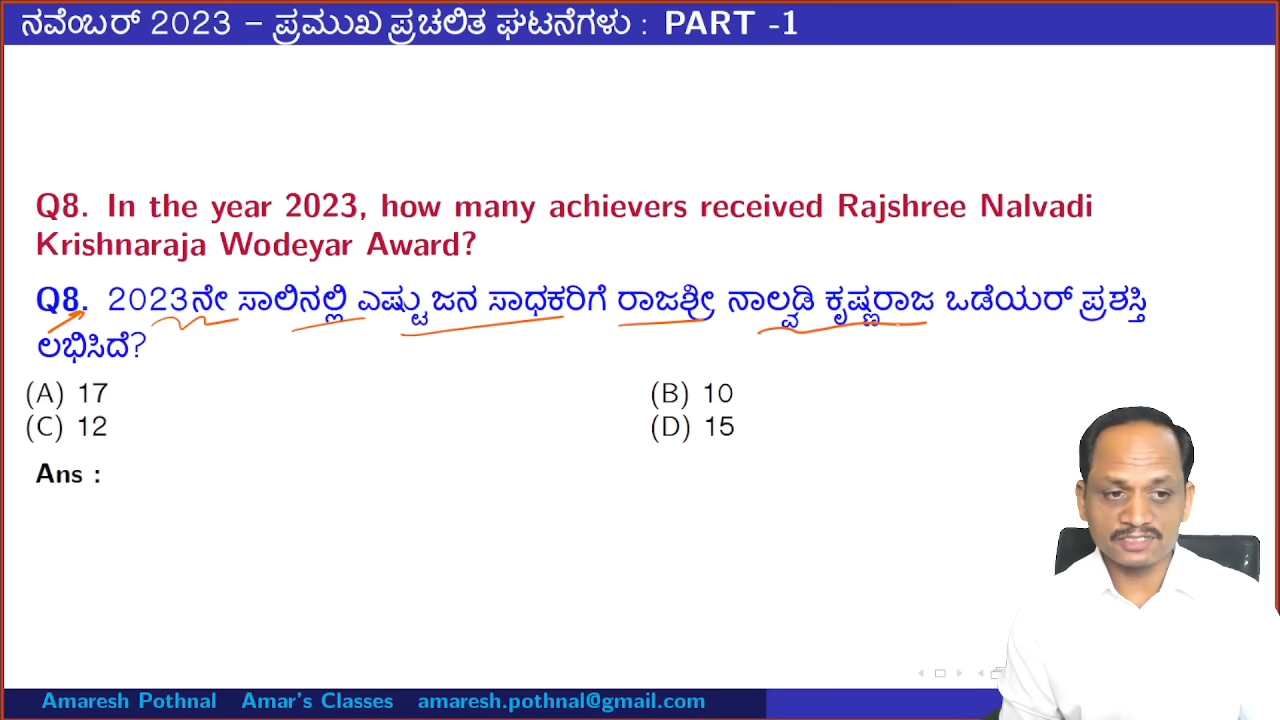 ನವೆಂಬರ್ 2023 – ಪ್ರಮುಖ ಪ್ರಚಲಿತ ಘಟನೆಗಳು : PART -1
Q8. In the year 2023, how many achievers received Rajshree Nalvadi
Krishnaraja Wodeyar Award?
Q8. 2023ನೇ ಸಾಲಿನಲ್ಲಿ ಎಷ್ಟು ಜನ ಸಾಧಕರಿಗೆ ರಾಜಶ್ರೀ ನಾಲ್ವಡಿ ಕೃಷ್ಣರಾಜ ಒಡೆಯರ್ ಪ್ರಶಸ್ತಿ
ಲಭಿಸಿದೆ?
(A) 17 (B) 10
(C) 12 (D) 15
Ans :
Amaresh Pothnal Amar's Classes amaresh.pothnal@gmail.com